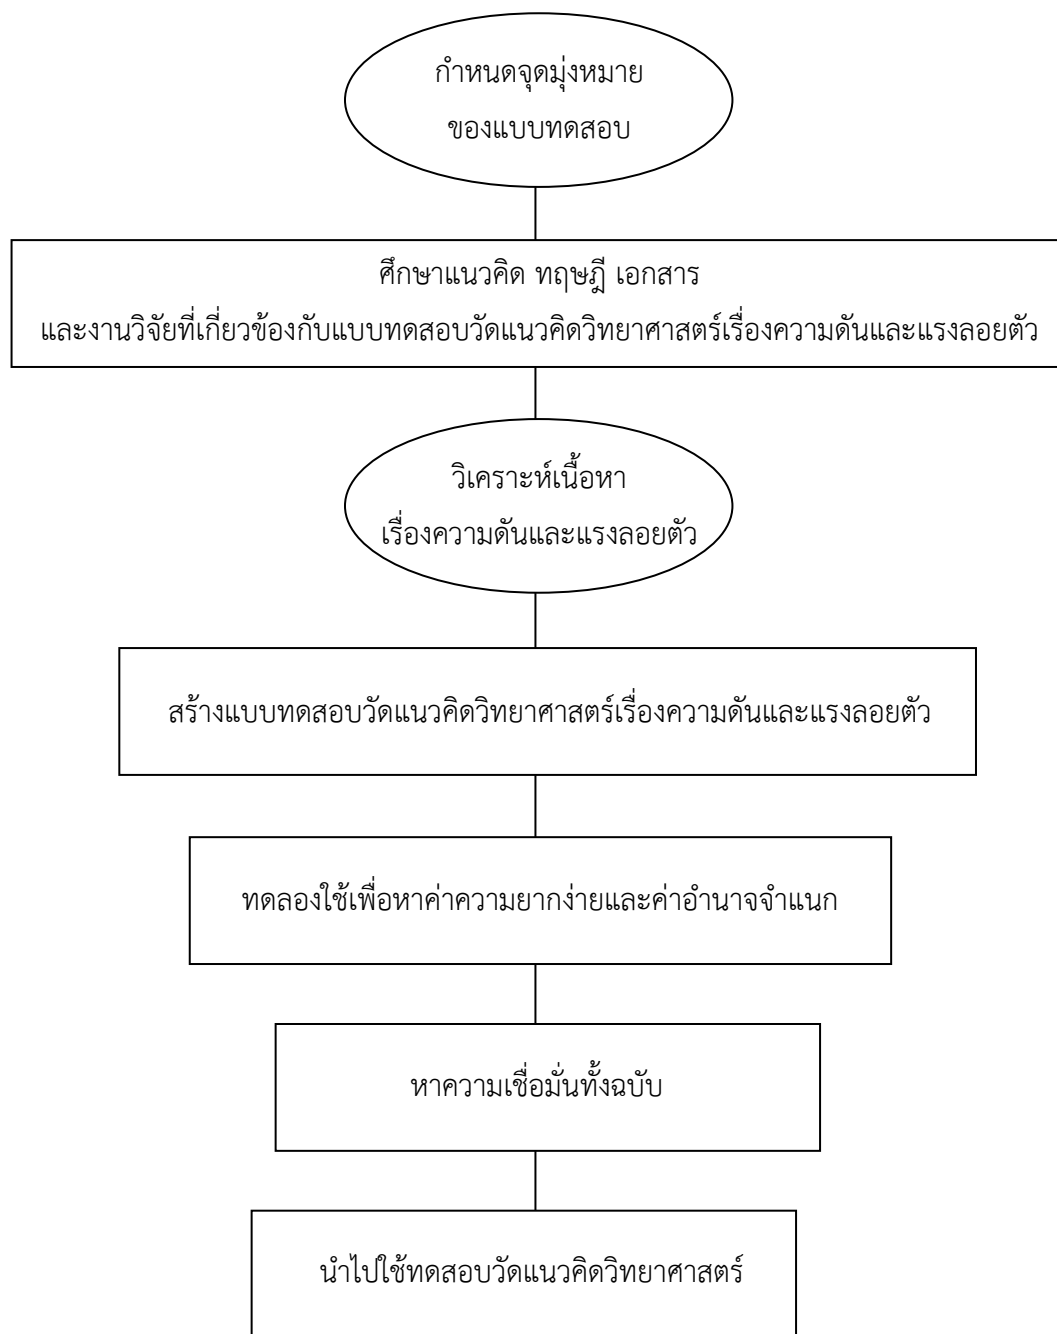 กำหนดจุดมุ่งหมาย
ของแบบทดสอบ
ศึกษาแนวคิด ทฤษฎี เอกสาร
และงานวิจัยที่เกี่ยวข้องกับแบบทดสอบวัดแนวคิดวิทยาศาสตร์เรื่องความดันและแรงลอยตัว
วิเคราะห์เนื้อหา
เรื่องความดันและแรงลอยตัว
สร้างแบบทดสอบวัดแนวคิดวิทยาศาสตร์เรื่องความดันและแรงลอยตัว
ทดลองใช้เพื่อหาค่าความยากง่ายและค่าอำนาจจำแนก
หาความเชื่อมั่นทั้งฉบับ
นำไปใช้ทดสอบวัดแนวคิดวิทยาศาสตร์